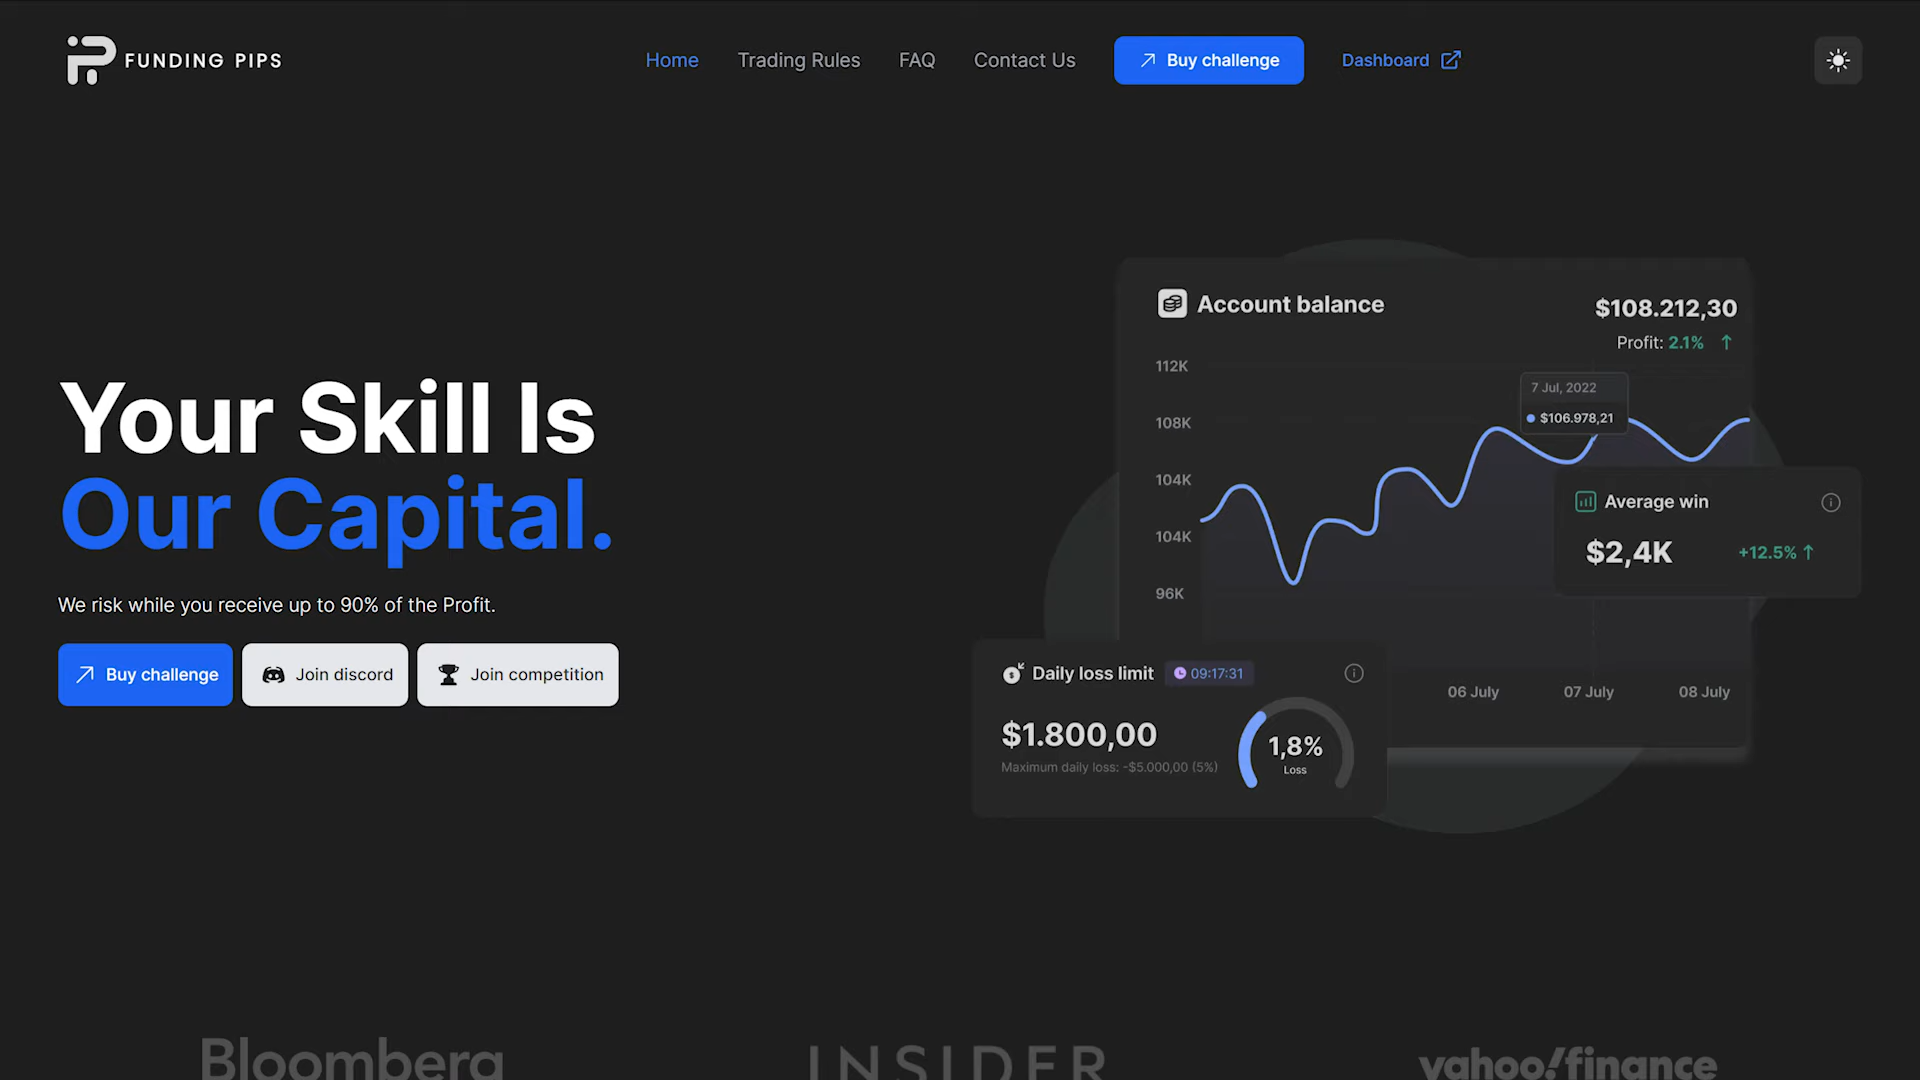 FUNDING PIPS
Home
Trading Rules
FAQ
Contact Us
Buy challenge
Dashboard
Your Skill Is
Our Capital.
We risk while you receive up to 90% of the Profit.
Buy challenge
Join discord
Join competition
Account balance
$108.212,30
Profit: 2.1%
112K
108K
104K
104K
96K
7 Jul, 2022
$106.978,21
06 July
07 July
08 July
Average win
$2,4K
+12.5%
Daily loss limit
09:17:31
$1.800,00
Maximum daily loss: -$5.000,00 (5%)
1,8%
Loss
Bloomberg
INSIDER
yahoo!finance